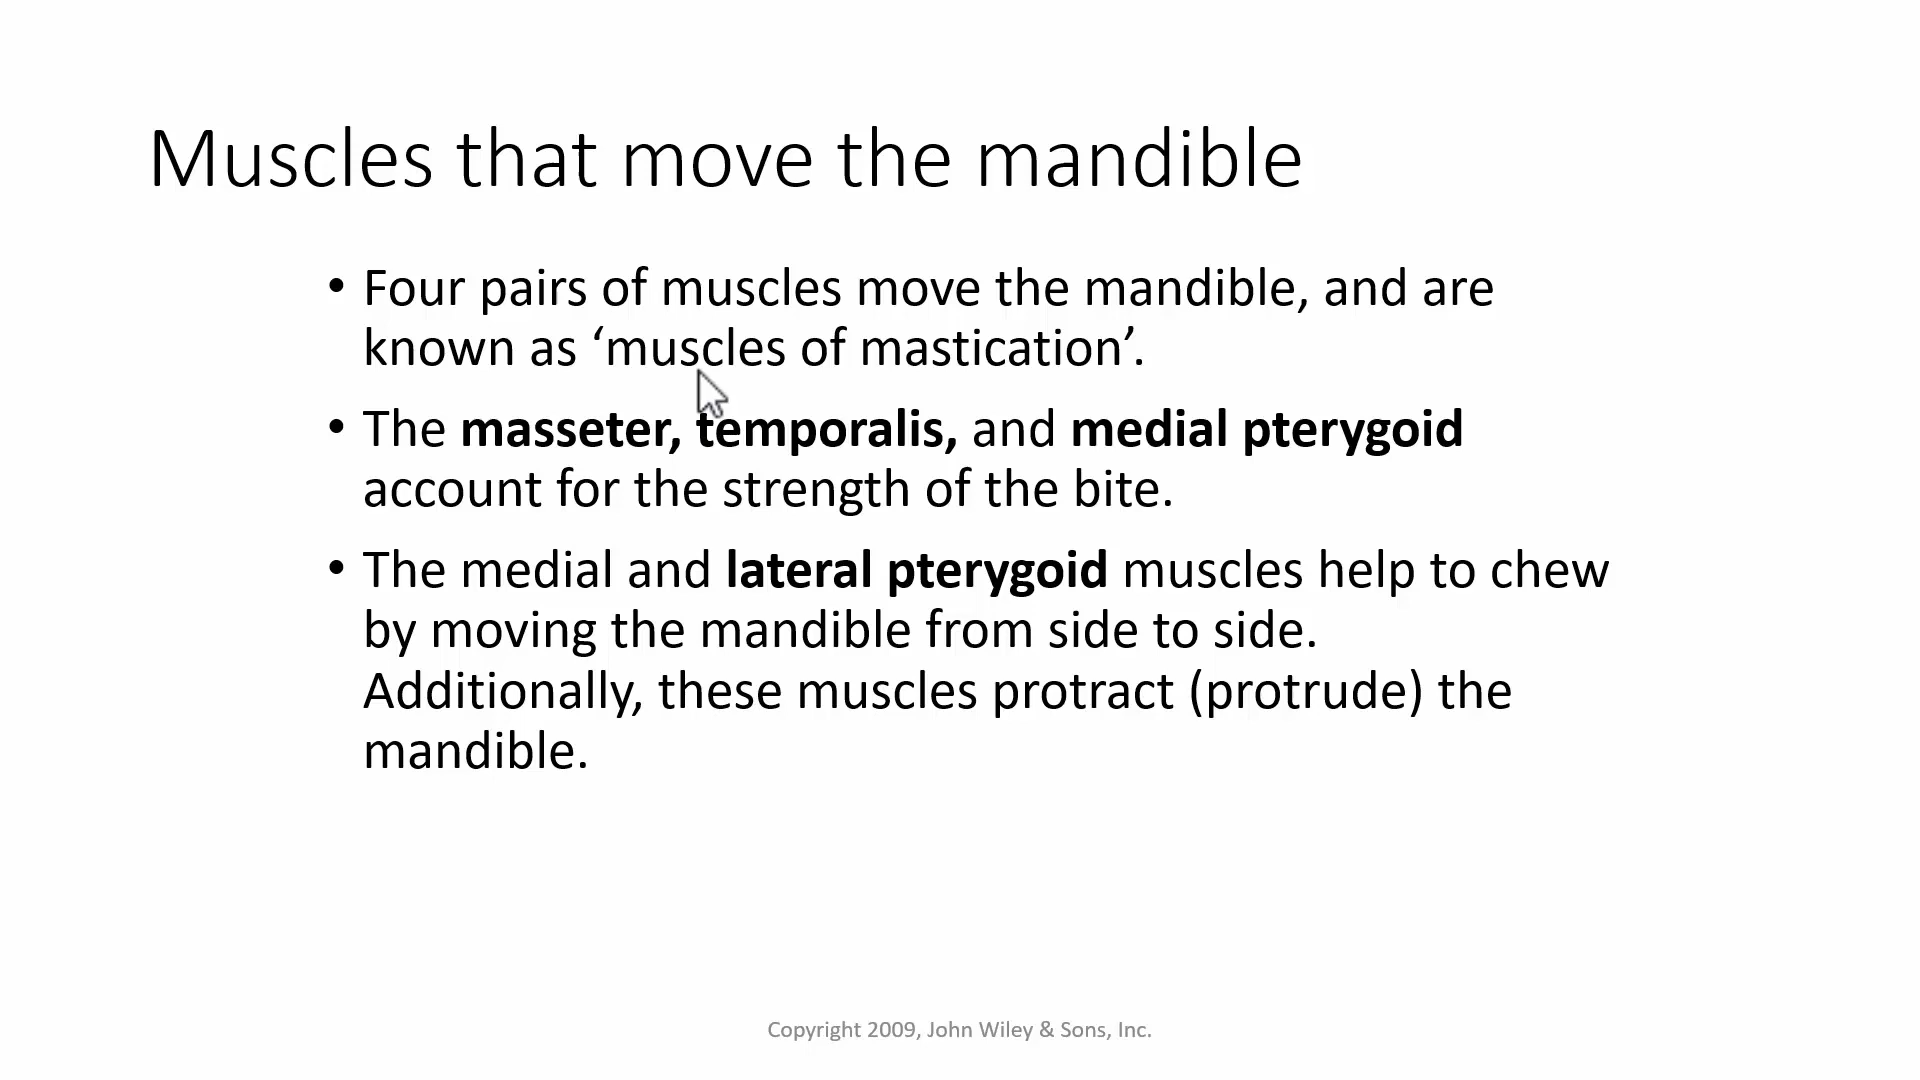 Muscles that move the mandible
• Four pairs of muscles move the mandible, and are
known as ‘muscles of mastication’.
• The masseter, temporalis, and medial pterygoid
account for the strength of the bite.
• The medial and lateral pterygoid muscles help to chew
by moving the mandible from side to side.
Additionally, these muscles protract (protrude) the
mandible.
Copyright 2009, John Wiley & Sons, Inc.